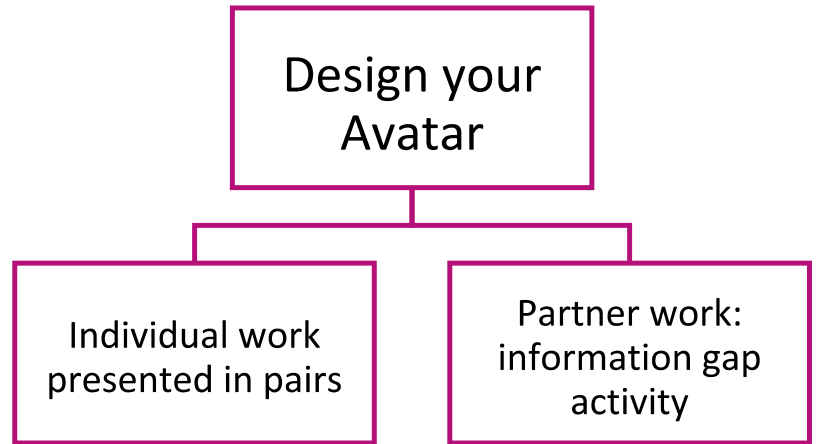 Design your
Avatar
Individual work
presented in pairs
Partner work:
information gap
activity